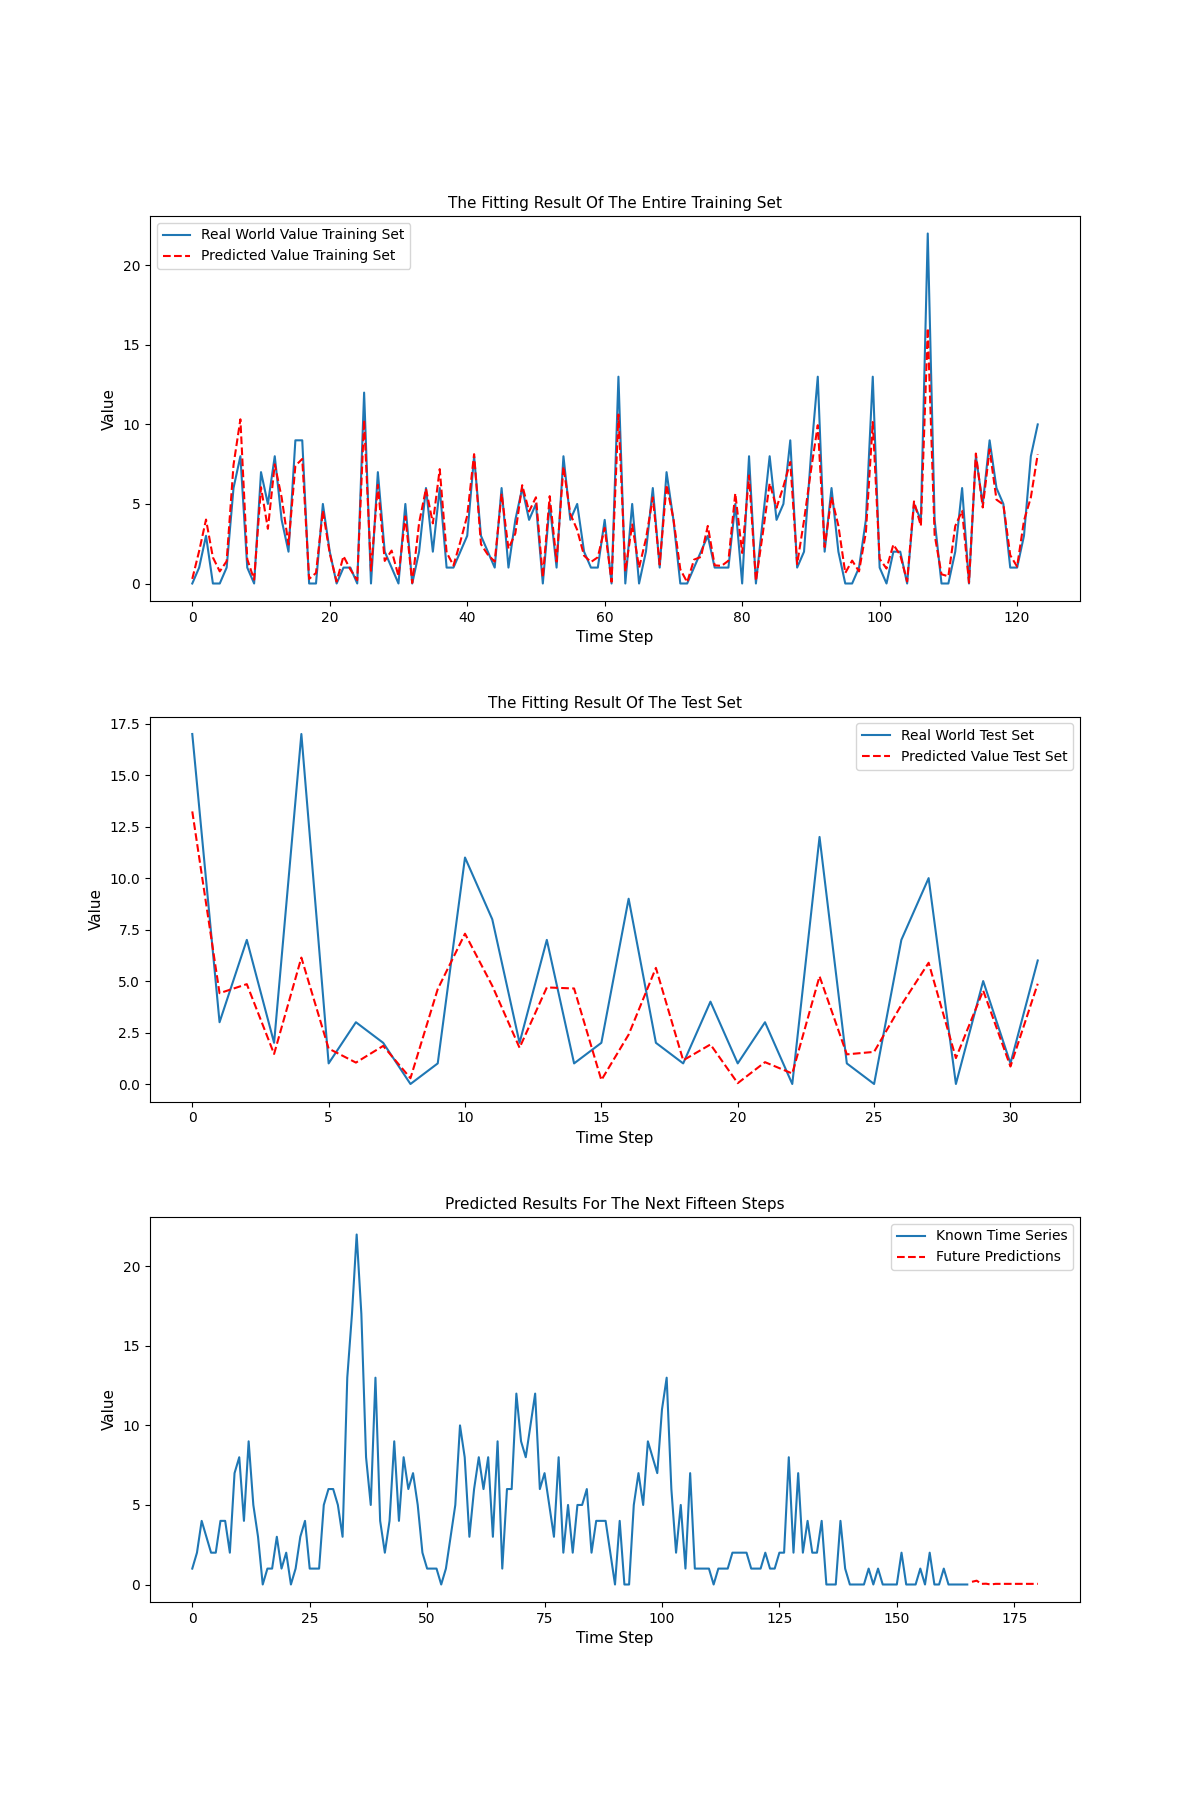 The Fitting Result Of The Entire Training Set
Real World Value Training Set
Predicted Value Training Set
Value
20
15
10
5
0
0 20 40 60 80 100 120
Time Step
The Fitting Result Of The Test Set
Real World Test Set
Predicted Value Test Set
Value
17.5
15.0
12.5
10.0
7.5
5.0
2.5
0.0
0 5 10 15 20 25 30
Time Step
Predicted Results For The Next Fifteen Steps
Known Time Series
Future Predictions
Value
20
15
10
5
0
0 25 50 75 100 125 150 175
Time Step